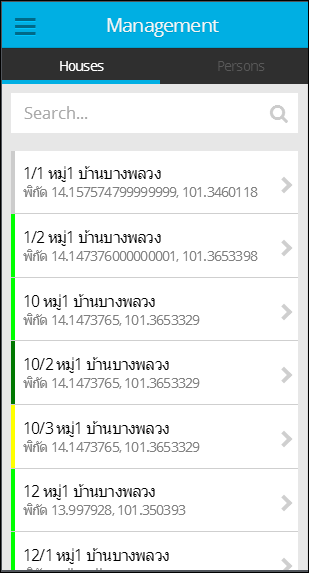 Management
Houses Persons
Search...
1/1 หมู่1 บ้านบางพลวง
พิกัด 14.157574799999999, 101.3460118
1/2 หมู่1 บ้านบางพลวง
พิกัด 14.147376000000001, 101.3653398
10 หมู่1 บ้านบางพลวง
พิกัด 14.1473765, 101.3653329
10/2 หมู่1 บ้านบางพลวง
พิกัด 14.1473765, 101.3653329
10/3 หมู่1 บ้านบางพลวง
พิกัด 14.1473765, 101.3653329
12 หมู่1 บ้านบางพลวง
พิกัด 13.997928, 101.350393
12/1 หมู่1 บ้านบางพลวง